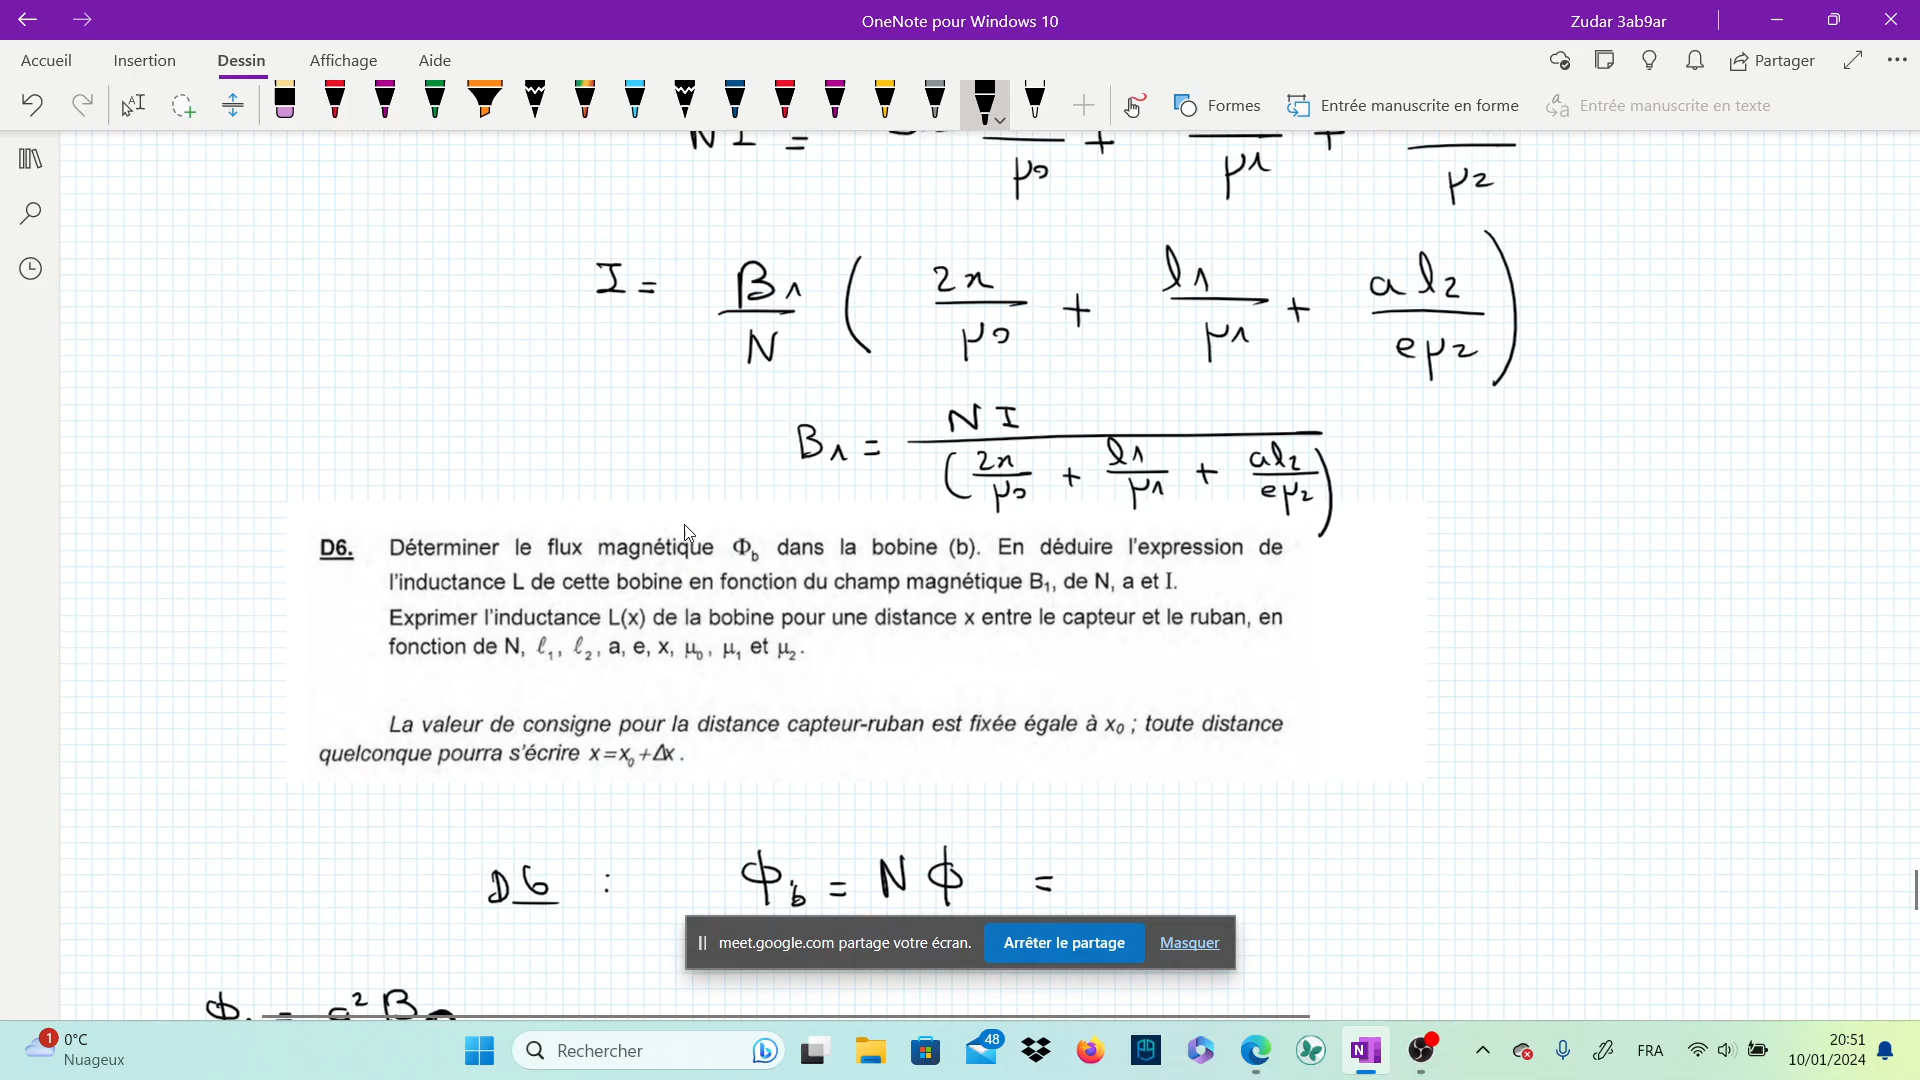 OneNote pour Windows 10
Zudar 3ab9ar
Accueil Insertion Dessin Affichage Aide
Partager
Formes Entrée manuscrite en forme Entrée manuscrite en texte
N I = + +
μ0 μ1 μ2
I = B1/N ( 2x/μ0 + l1/μ1 + a l2/e μ2 )
B1 = N I / ( 2x/μ0 + l1/μ1 + al2/e μ2 )
D6. Déterminer le flux magnétique Φb dans la bobine (b). En déduire l'expression de
l'inductance L de cette bobine en fonction du champ magnétique B1, de N, a et I.
Exprimer l'inductance L(x) de la bobine pour une distance x entre le capteur et le ruban, en
fonction de N, ℓ1, ℓ2, a, e, x, μ0, μ1 et μ2.
La valeur de consigne pour la distance capteur-ruban est fixée égale à x0 ; toute distance
quelconque pourra s'écrire x=x0+Δx.
D6 : ϕb = N ϕ =
meet.google.com partage votre écran. Arrêter le partage Masquer
= a² B
1 0°C
Nuageux
Rechercher
48
FRA
20:51
10/01/2024